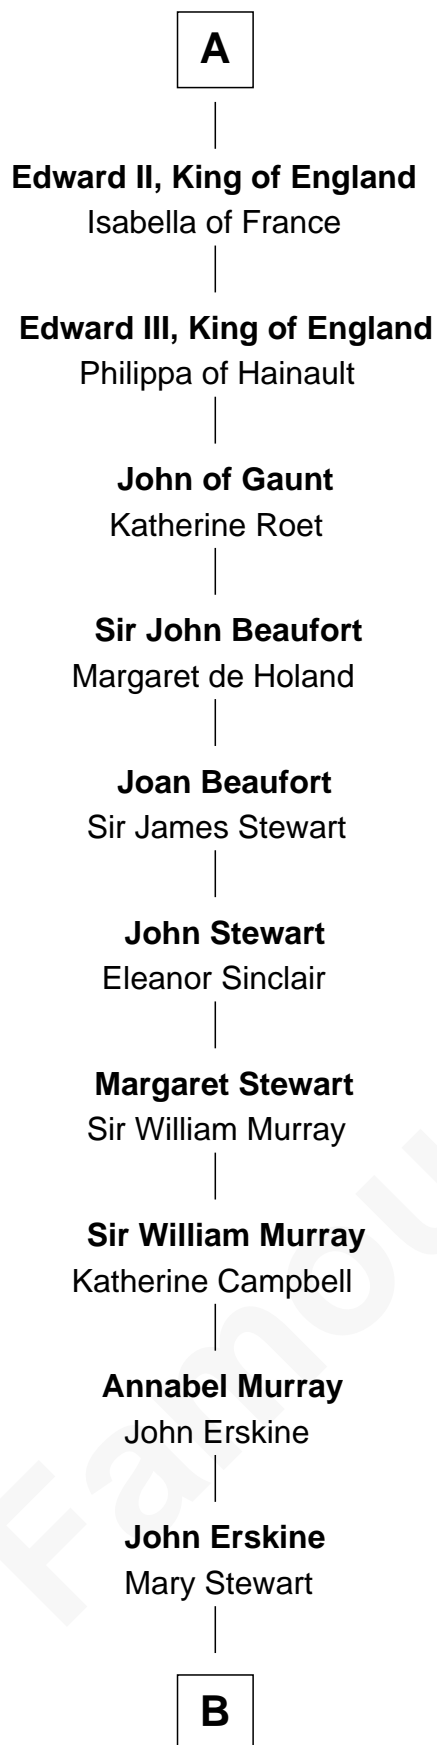 A
Edward II, King of England
Isabella of France
Edward III, King of England
Philippa of Hainault
John of Gaunt
Katherine Roet
Sir John Beaufort
Margaret de Holand
Joan Beaufort
Sir James Stewart
John Stewart
Eleanor Sinclair
Margaret Stewart
Sir William Murray
Sir William Murray
Katherine Campbell
Annabel Murray
John Erskine
John Erskine
Mary Stewart
B
Famou